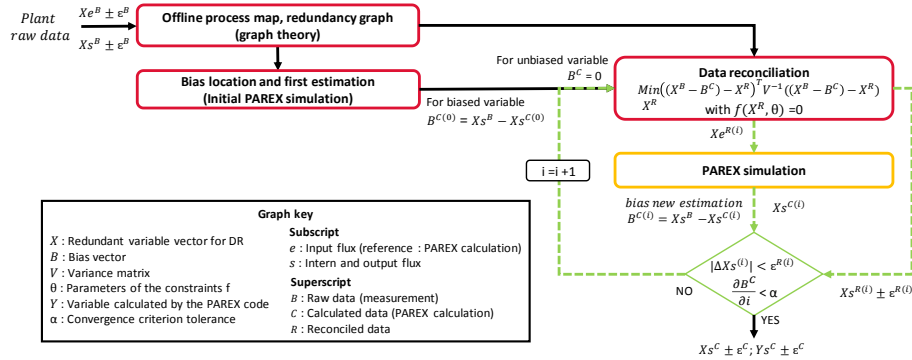 Plant
raw data
Xe^B ± ε^B
Xs^B ± ε^B
Offline process map, redundancy graph
(graph theory)
Bias location and first estimation
(Initial PAREX simulation)
For biased variable
B^{C(0)} = Xs^B − Xs^{C(0)}
For unbiased variable
B^C = 0
Data reconciliation
Min((X^B − B^C) − X^R)^T V^{-1} ((X^B − B^C) − X^R)
X^R
with f(X^R, θ) =0
Xe^{R(i)}
i =i +1
PAREX simulation
bias new estimation
B^{C(i)} = Xs^B − Xs^{C(i)}
Xs^{C(i)}
|ΔXs^{(i)}| < ε^{R(i)}
∂B^C/∂i < α
NO
YES
Xs^{R(i)} ± ε^{R(i)}
Xs^C ± ε^C ; Ys^C ± ε^C
Graph key
X : Redundant variable vector for DR
B : Bias vector
V : Variance matrix
θ : Parameters of the constraints f
Y : Variable calculated by the PAREX code
α : Convergence criterion tolerance
Subscript
e : Input flux (reference : PAREX calculation)
s : Intern and output flux
Superscript
B : Raw data (measurement)
C : Calculated data (PAREX calculation)
R : Reconciled data